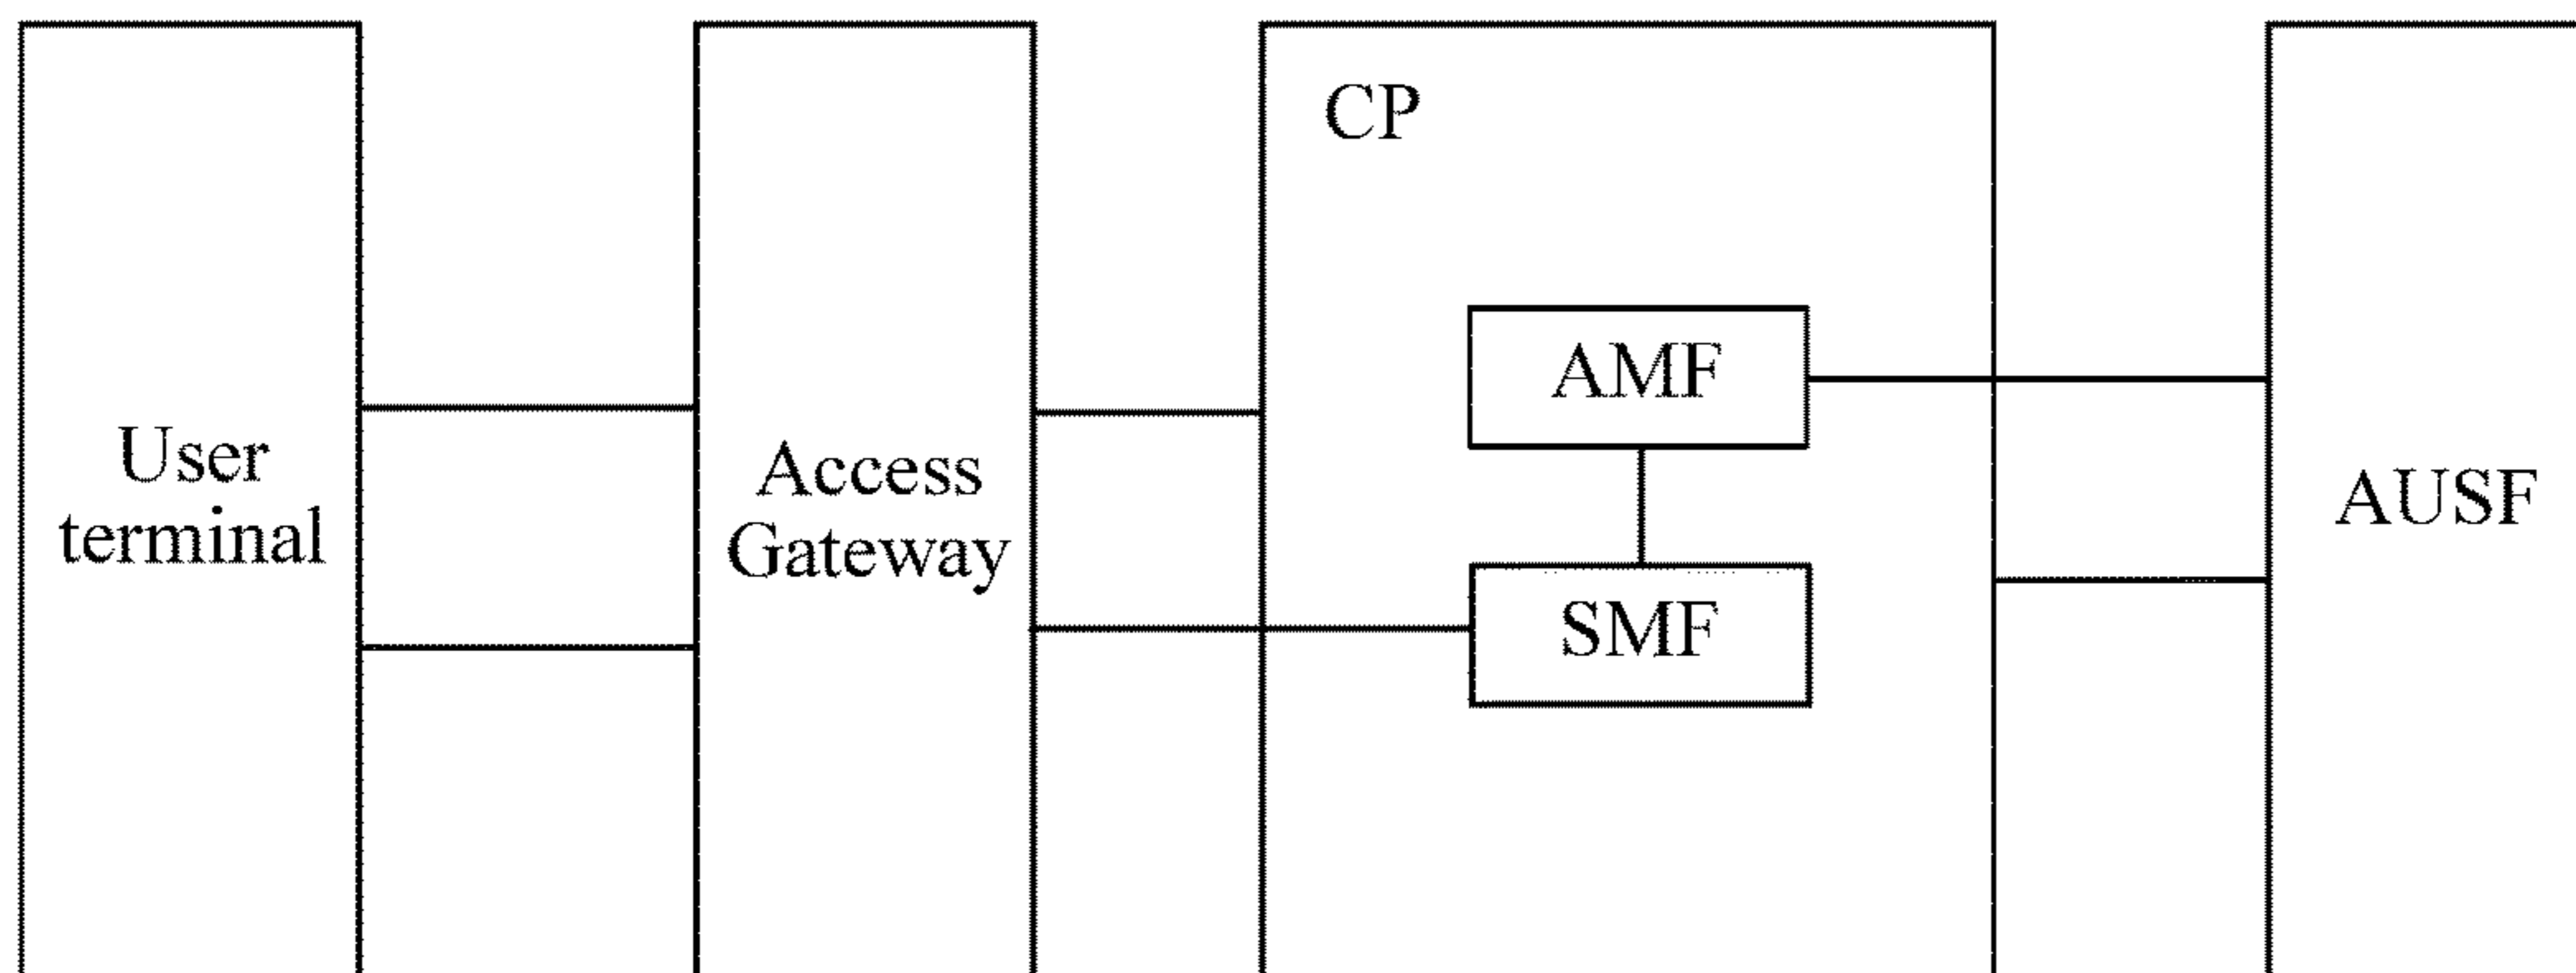 User
terminal
Access
Gateway
CP
AMF
SMF
AUSF